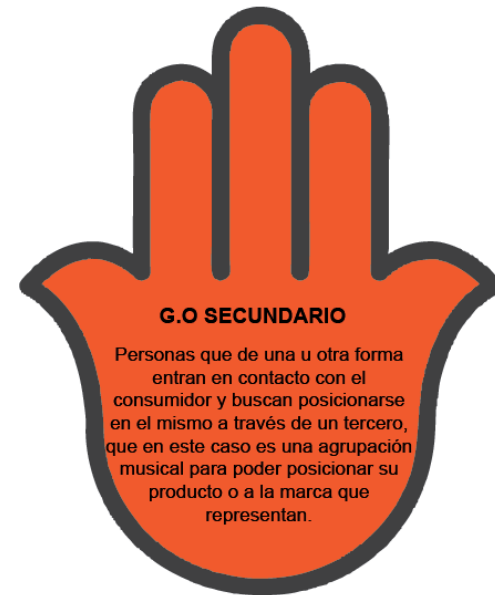 G.O SECUNDARIO
Personas que de una u otra forma
entran en contacto con el
consumidor y buscan posicionarse
en el mismo a través de un tercero,
que en este caso es una agrupación
musical para poder posicionar su
producto o a la marca que
representan.